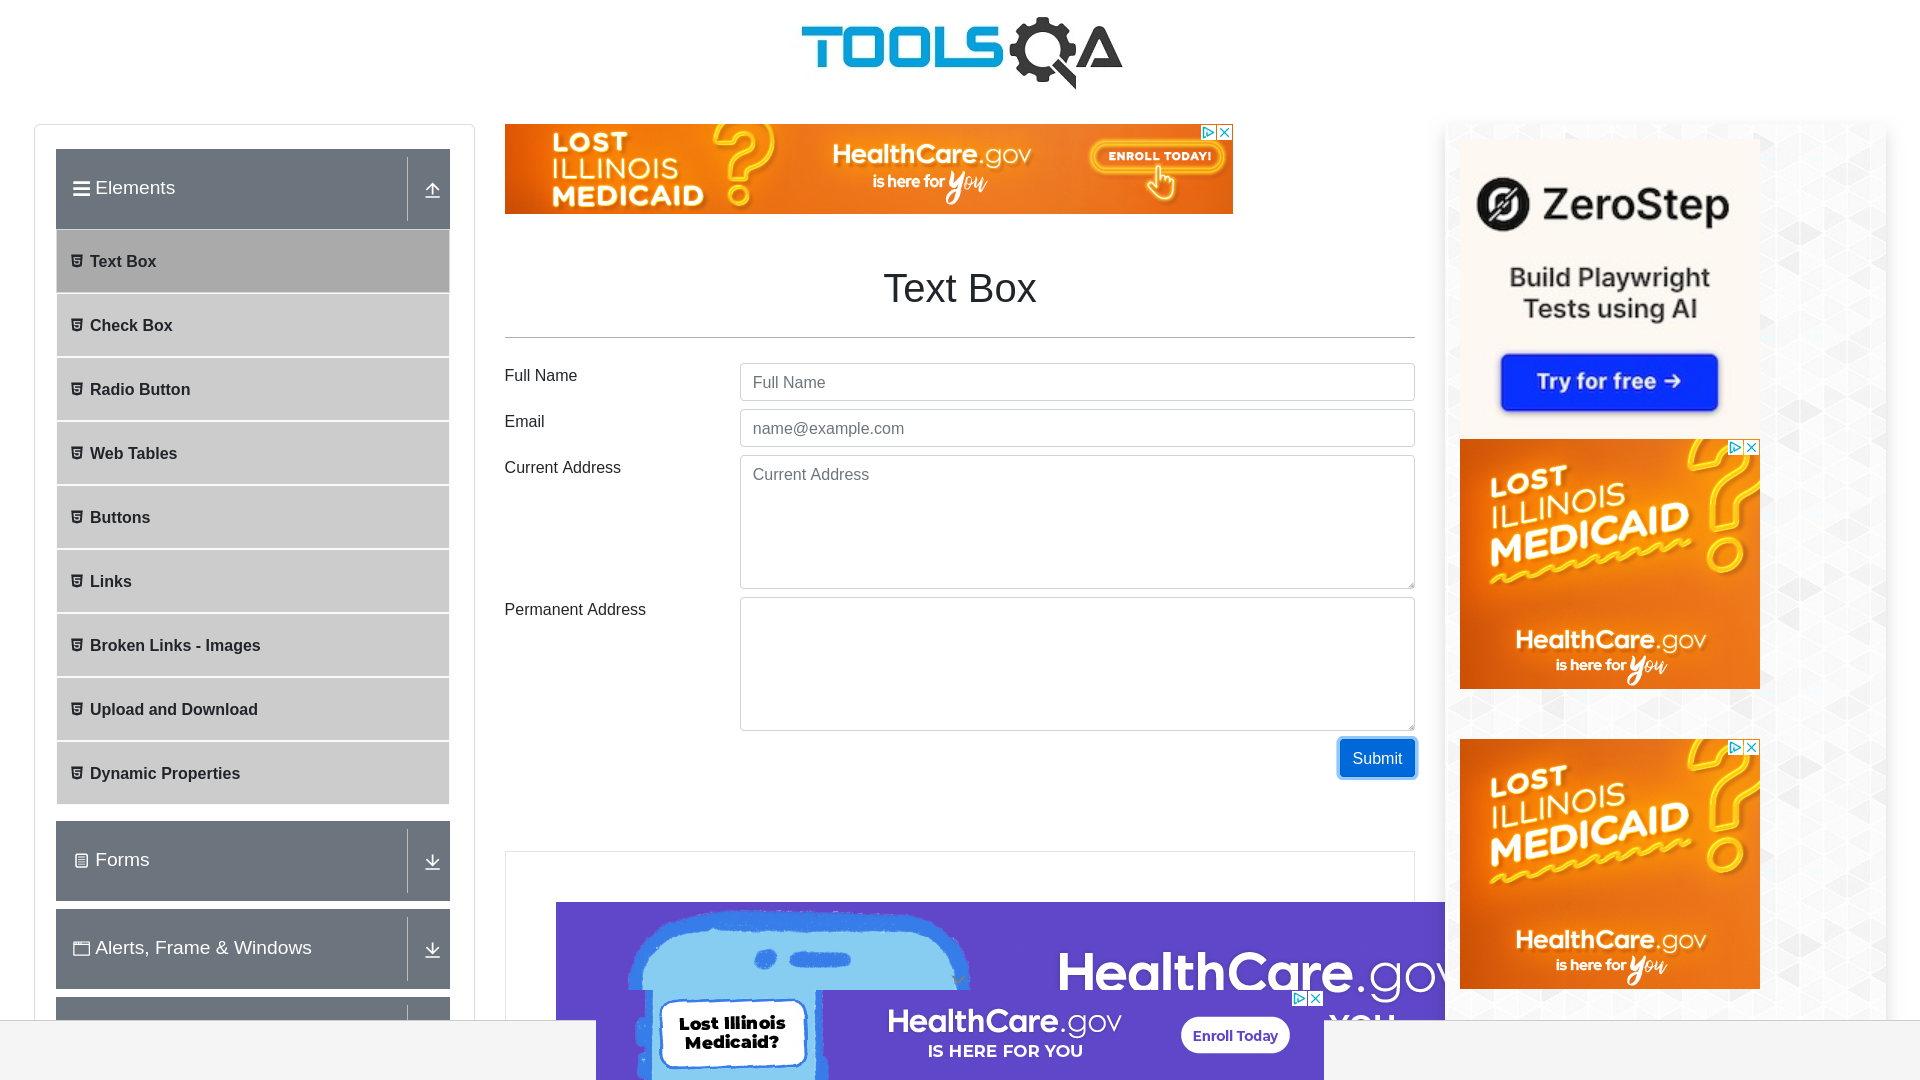 TOOLSQA
Elements
Text Box
Check Box
Radio Button
Web Tables
Buttons
Links
Broken Links - Images
Upload and Download
Dynamic Properties
Forms
Alerts, Frame & Windows
LOST
ILLINOIS
MEDICAID
?
HealthCare.gov
is here for You
ENROLL TODAY!
Text Box
Full Name
Full Name
Email
name@example.com
Current Address
Current Address
Permanent Address
Submit
HealthCare.gov
YOU
Lost Illinois
Medicaid?
HealthCare.gov
IS HERE FOR YOU
Enroll Today
ZeroStep
Build Playwright
Tests using AI
Try for free →
LOST
ILLINOIS
MEDICAID
?
HealthCare.gov
is here for You
LOST
ILLINOIS
MEDICAID
?
HealthCare.gov
is here for You